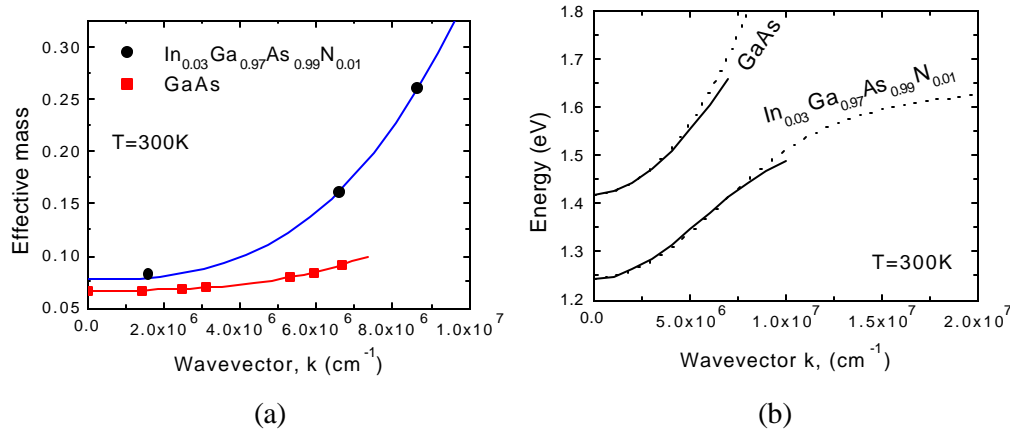 0.30
0.25
0.20
0.15
0.10
0.05
Effective mass
In0.03Ga0.97As0.99N0.01
GaAs
T=300K
0.0 2.0x10^6 4.0x10^6 6.0x10^6 8.0x10^6 1.0x10^7
Wavevector, k (cm^-1)
(a)
1.8
1.7
1.6
1.5
1.4
1.3
1.2
Energy (eV)
GaAs
In0.03Ga0.97As0.99N0.01
T=300K
0.0 5.0x10^6 1.0x10^7 1.5x10^7 2.0x10^7
Wavevector k, (cm^-1)
(b)